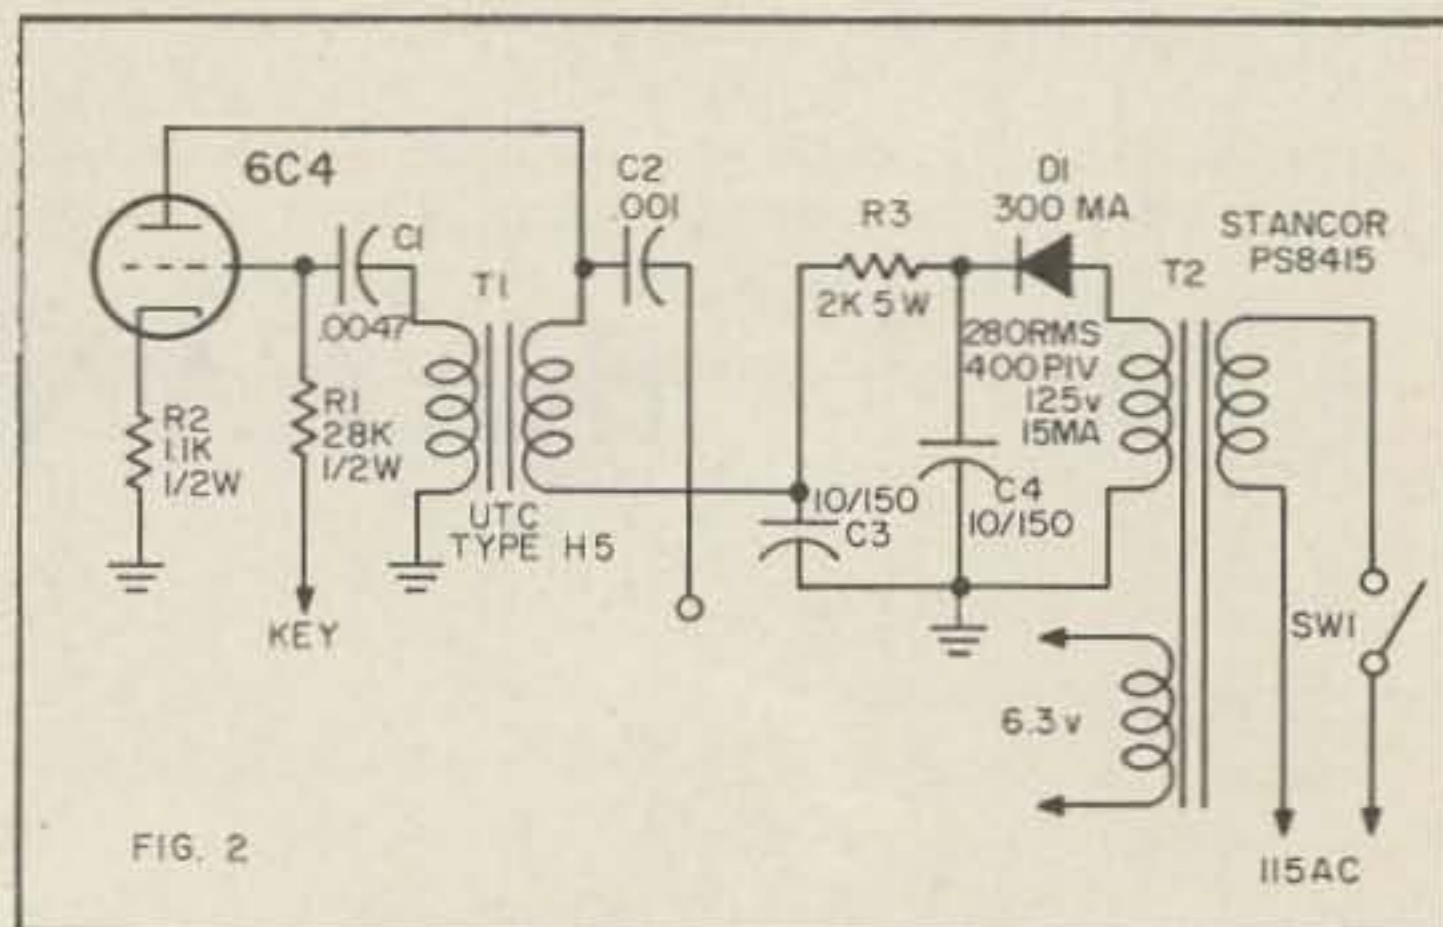 6C4
C1
.0047
R2
1.1K
1/2W
R1
28K
1/2W
KEY
T1
UTC
TYPE H5
C2
.001
R3
2K 5W
D1
300 MA
280RMS
400PIV
125v
15MA
10/150
C3
C4
10/150
T2
STANCOR
PS8415
6.3v
SW1
115AC
FIG. 2